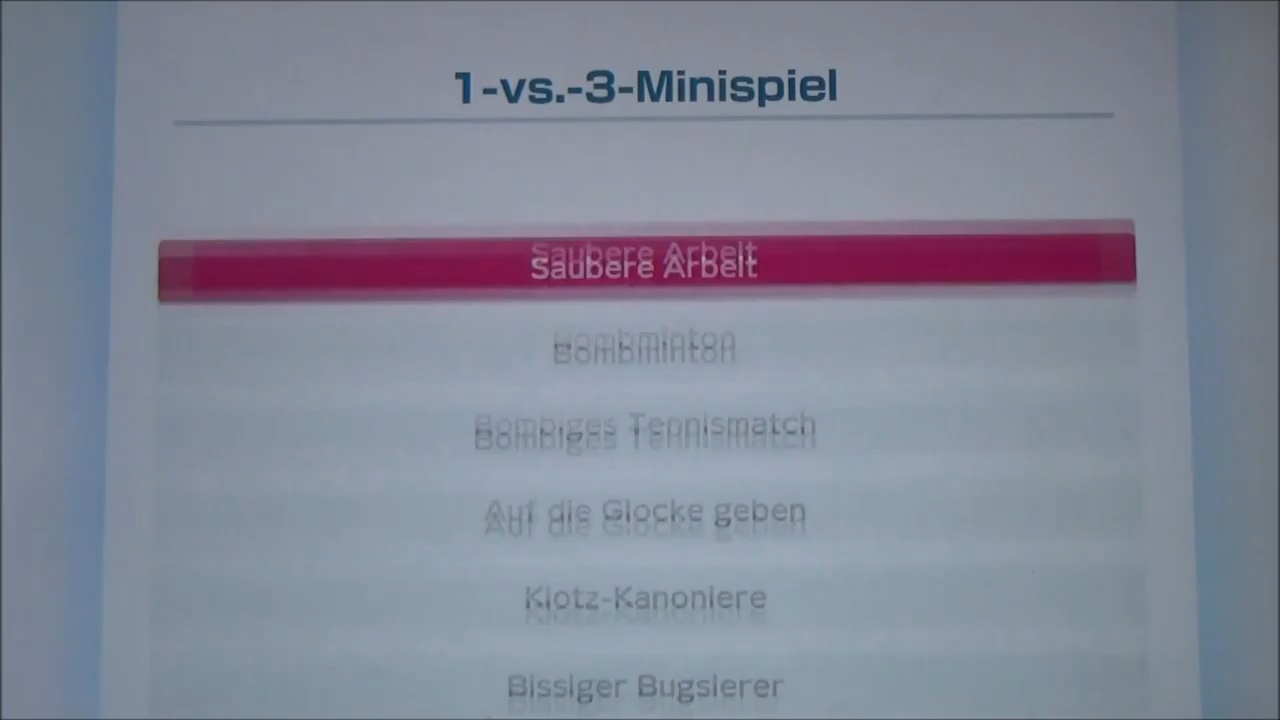 1-vs.-3-Minispiel
Saubere Arbeit
Bombminton
Bombiges Tennismatch
Auf die Glocke geben
Klotz-Kanoniere
Bissiger Bugsierer